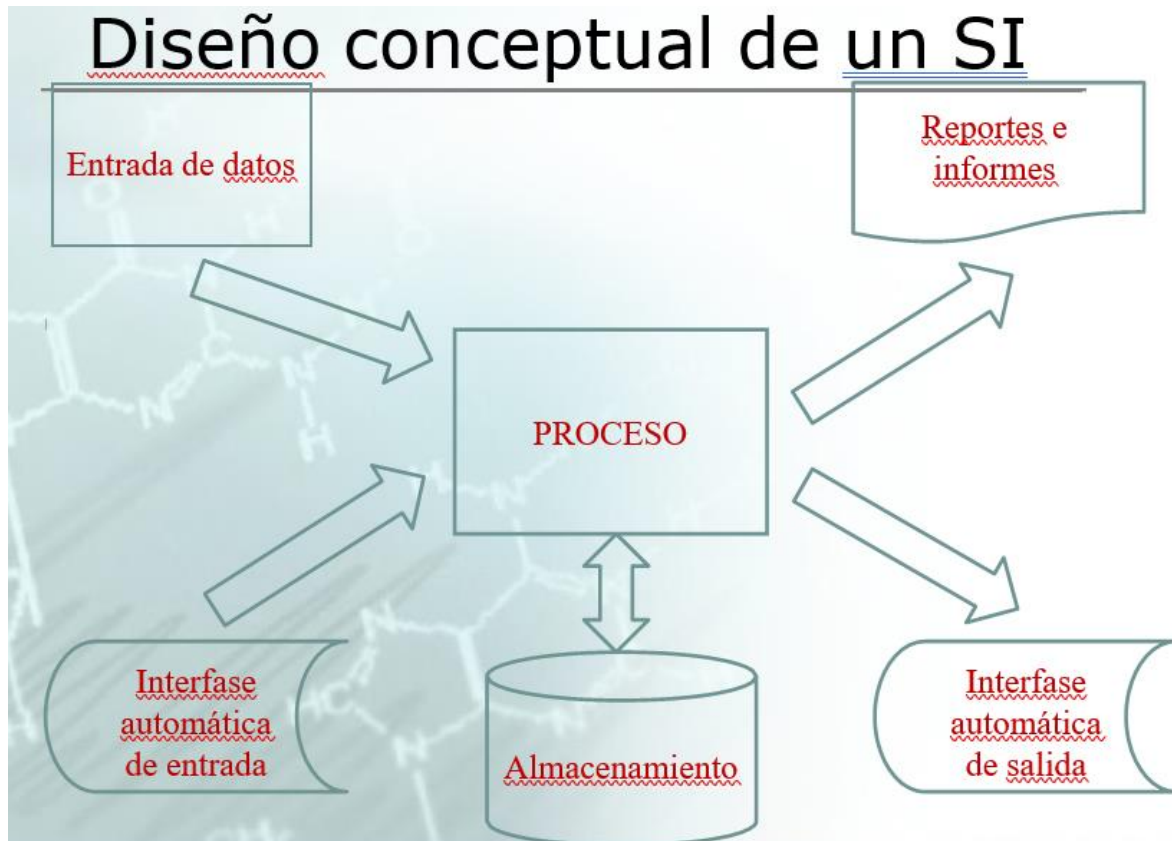 Diseño conceptual de un SI
Entrada de datos
Reportes e
informes
PROCESO
Interfase
automática
de entrada
Almacenamiento
Interfase
automática
de salida